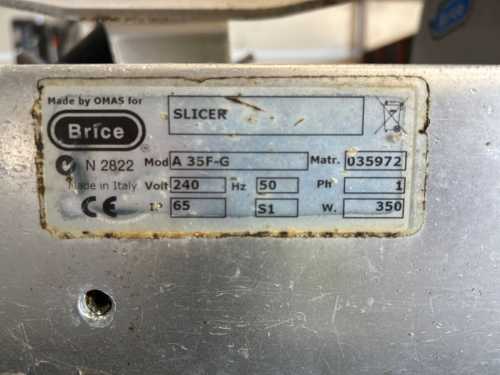 Made by OMAS for
SLICER
Brice
®
N 2822
Mod A 35F-G Matr. 035972
Made in Italy Volt 240 Hz 50 Ph 1
CE I.P 65 S1 W. 350